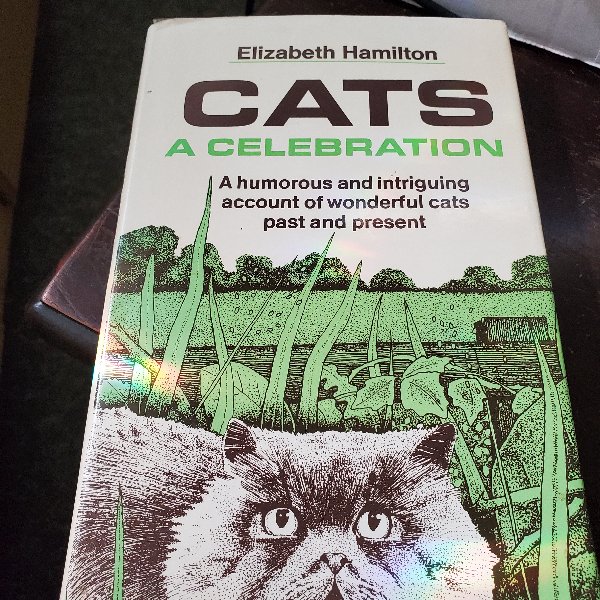 Elizabeth Hamilton
CATS
A CELEBRATION
A humorous and intriguing
account of wonderful cats
past and present